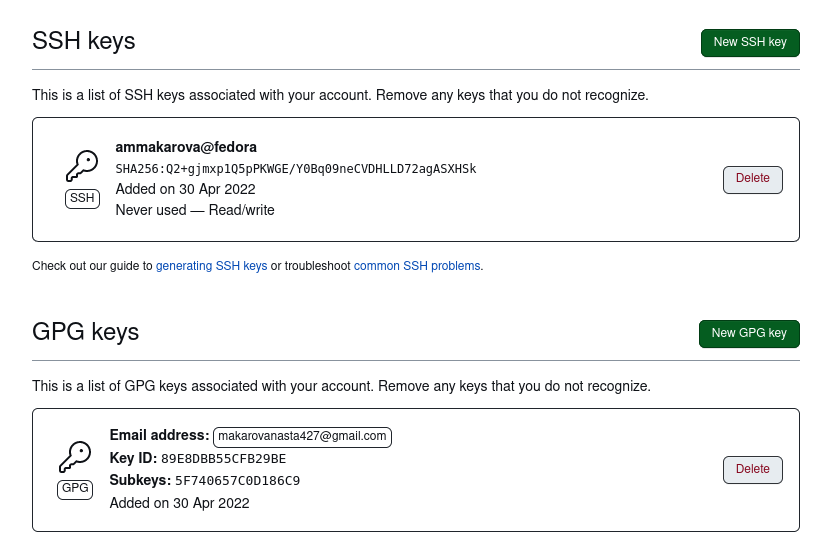 SSH keys
New SSH key
This is a list of SSH keys associated with your account. Remove any keys that you do not recognize.
ammakarova@fedora
SHA256:Q2+gjmxp1Q5pPKWGE/Y0Bq09neCVDHLLD72agASXHSk
SSH
Added on 30 Apr 2022
Never used — Read/write
Delete
Check out our guide to generating SSH keys or troubleshoot common SSH problems.
GPG keys
New GPG key
This is a list of GPG keys associated with your account. Remove any keys that you do not recognize.
Email address: makarovanasta427@gmail.com
Key ID: 89E8DBB55CFB29BE
Subkeys: 5F740657C0D186C9
GPG
Added on 30 Apr 2022
Delete